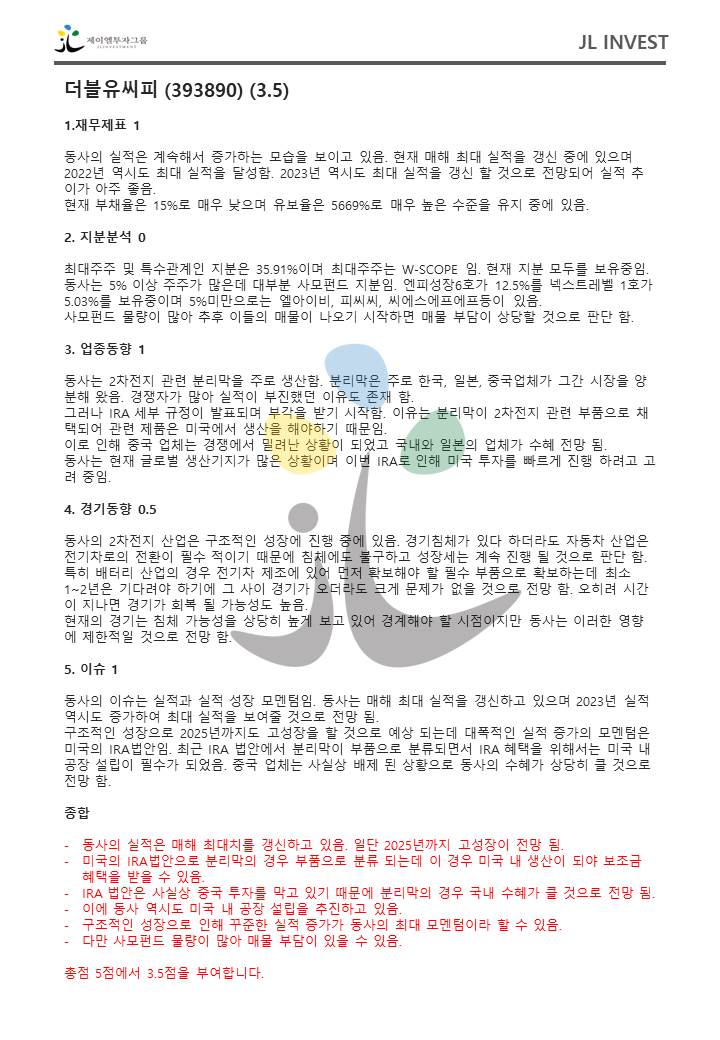 제이엘투자그룹
JLINVESTMENT
JL INVEST
더블유씨피 (393890) (3.5)
1.재무제표 1
동사의 실적은 계속해서 증가하는 모습을 보이고 있음. 현재 매해 최대 실적을 갱신 중에 있으며
2022년 역시도 최대 실적을 달성함. 2023년 역시도 최대 실적을 갱신 할 것으로 전망되어 실적 추
이가 아주 좋음.
현재 부채율은 15%로 매우 낮으며 유보율은 5669%로 매우 높은 수준을 유지 중에 있음.
2. 지분분석 0
최대주주 및 특수관계인 지분은 35.91%이며 최대주주는 W-SCOPE 임. 현재 지분 모두를 보유중임.
동사는 5% 이상 주주가 많은데 대부분 사모펀드 지분임. 엔피성장6호가 12.5%를 넥스트레벨 1호가
5.03%를 보유중이며 5%미만으로는 엘아이비, 피씨씨, 씨에스에프에프등이 있음.
사모펀드 물량이 많아 추후 이들의 매물이 나오기 시작하면 매물 부담이 상당할 것으로 판단 함.
3. 업종동향 1
동사는 2차전지 관련 분리막을 주로 생산함. 분리막은 주로 한국, 일본, 중국업체가 그간 시장을 양
분해 왔음. 경쟁자가 많아 실적이 부진했던 이유도 존재 함.
그러나 IRA 세부 규정이 발표되며 부각을 받기 시작함. 이유는 분리막이 2차전지 관련 부품으로 채
택되어 관련 제품은 미국에서 생산을 해야하기 때문임.
이로 인해 중국 업체는 경쟁에서 밀려난 상황이 되었고 국내와 일본의 업체가 수혜 전망 됨.
동사는 현재 글로벌 생산기지가 많은 상황이며 이번 IRA로 인해 미국 투자를 빠르게 진행 하려고 고
려 중임.
4. 경기동향 0.5
동사의 2차전지 산업은 구조적인 성장에 진행 중에 있음. 경기침체가 있다 하더라도 자동차 산업은
전기차로의 전환이 필수 적이기 때문에 침체에도 불구하고 성장세는 계속 진행 될 것으로 판단 함.
특히 배터리 산업의 경우 전기차 제조에 있어 먼저 확보해야 할 필수 부품으로 확보하는데 최소
1~2년은 기다려야 하기에 그 사이 경기가 오더라도 크게 문제가 없을 것으로 전망 함. 오히려 시간
이 지나면 경기가 회복 될 가능성도 높음.
현재의 경기는 침체 가능성을 상당히 높게 보고 있어 경계해야 할 시점이지만 동사는 이러한 영향
에 제한적일 것으로 전망 함.
5. 이슈 1
동사의 이슈는 실적과 실적 성장 모멘텀임. 동사는 매해 최대 실적을 갱신하고 있으며 2023년 실적
역시도 증가하여 최대 실적을 보여줄 것으로 전망 됨.
구조적인 성장으로 2025년까지도 고성장을 할 것으로 예상 되는데 대폭적인 실적 증가의 모멘텀은
미국의 IRA법안임. 최근 IRA 법안에서 분리막이 부품으로 분류되면서 IRA 혜택을 위해서는 미국 내
공장 설립이 필수가 되었음. 중국 업체는 사실상 배제 된 상황으로 동사의 수혜가 상당히 클 것으로
전망 함.
종합
- 동사의 실적은 매해 최대치를 갱신하고 있음. 일단 2025년까지 고성장이 전망 됨.
- 미국의 IRA법안으로 분리막의 경우 부품으로 분류 되는데 이 경우 미국 내 생산이 되야 보조금
혜택을 받을 수 있음.
- IRA 법안은 사실상 중국 투자를 막고 있기 때문에 분리막의 경우 국내 수혜가 클 것으로 전망 됨.
- 이에 동사 역시도 미국 내 공장 설립을 추진하고 있음.
- 구조적인 성장으로 인해 꾸준한 실적 증가가 동사의 최대 모멘텀이라 할 수 있음.
- 다만 사모펀드 물량이 많아 매물 부담이 있을 수 있음.
총점 5점에서 3.5점을 부여합니다.